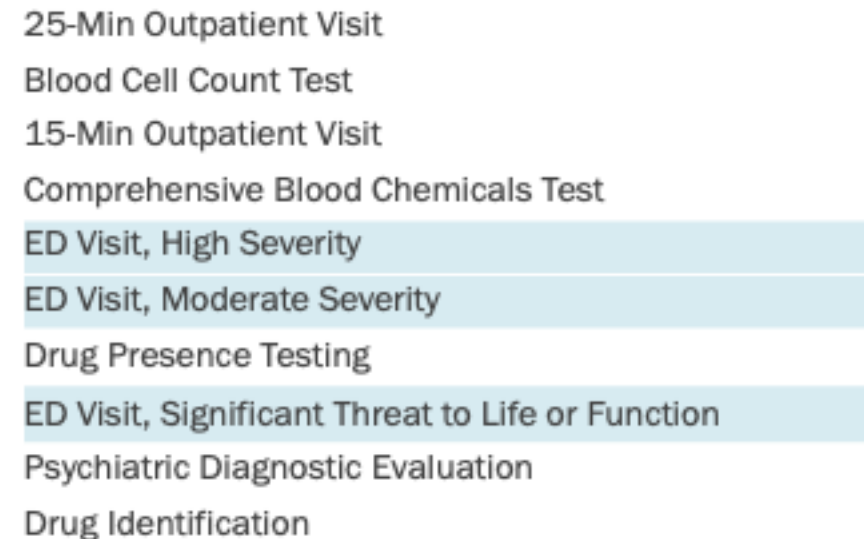 25-Min Outpatient Visit
Blood Cell Count Test
15-Min Outpatient Visit
Comprehensive Blood Chemicals Test
ED Visit, High Severity
ED Visit, Moderate Severity
Drug Presence Testing
ED Visit, Significant Threat to Life or Function
Psychiatric Diagnostic Evaluation
Drug Identification